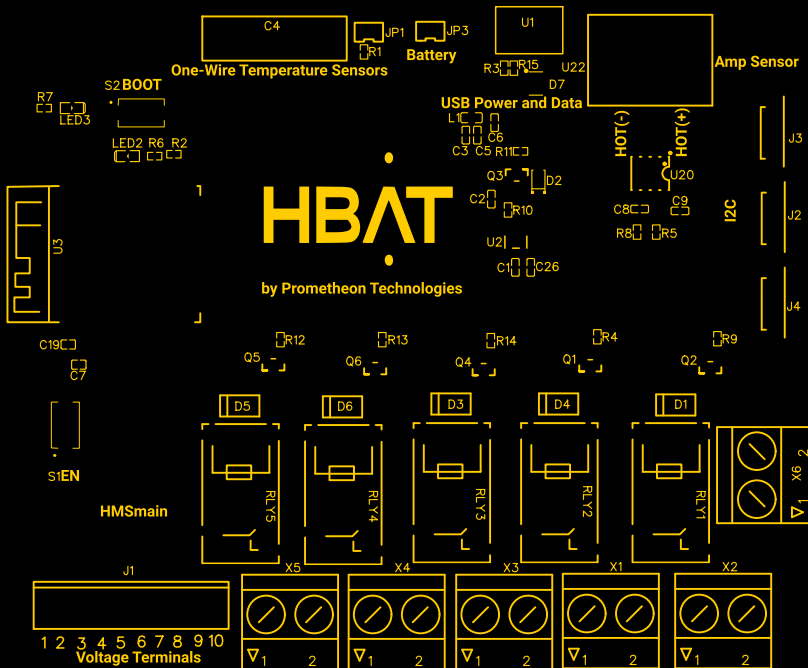 C4
JP1
JP3
U1
R1
Battery
One-Wire Temperature Sensors
R3
R15
U22
D7
Amp Sensor
S2 BOOT
R7
LED3
USB Power and Data
L1
C6
HOT(-)
HOT(+)
J3
LED2
R6
R2
C3
C5
R11
Q3
D2
U20
HBAT
C2
R10
C8
C9
I2C
J2
U3
U2
R8
R5
C1
C26
by Prometheon Technologies
J4
C19
C7
R12
R13
R14
R4
R9
Q5
Q6
Q4
Q1
Q2
D5
D6
D3
D4
D1
S1 EN
RLY5
RLY4
RLY3
RLY2
RLY1
2
X6
1
HMSmain
J1
X5
X4
X3
X1
X2
1 2 3 4 5 6 7 8 9 10
Voltage Terminals
1 2
1 2
1 2
1 2
1 2